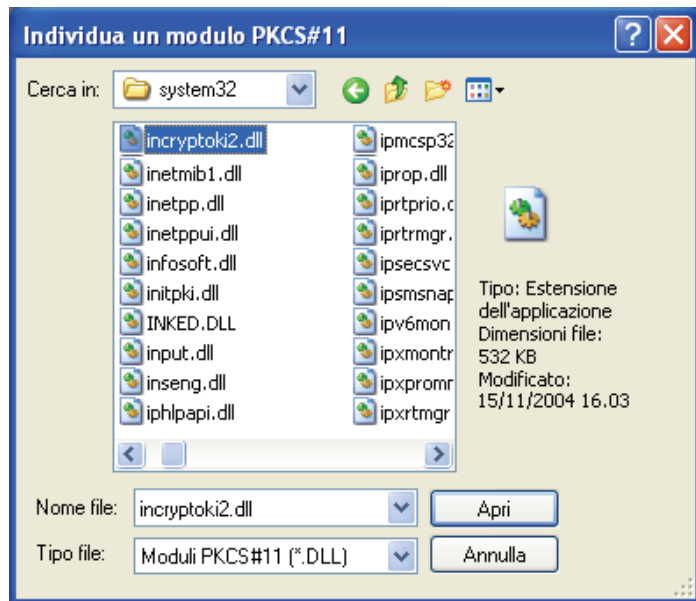 Individua un modulo PKCS#11
Cerca in: system32
incryptoki2.dll
inetmib1.dll
inetpp.dll
inetppui.dll
infosoft.dll
initpki.dll
INKED.DLL
input.dll
inseng.dll
iphlpapi.dll
ipmcsp32
iprop.dll
iprtprio.c
iprtrmgr.
ipsecsvc
ipsmsnap
ipv6mon
ipxmontr
ipxpromr
ipxrtmgr
Tipo: Estensione
dell'applicazione
Dimensioni file:
532 KB
Modificato:
15/11/2004 16.03
Nome file: incryptoki2.dll Apri
Tipo file: Moduli PKCS#11 (*.DLL) Annulla